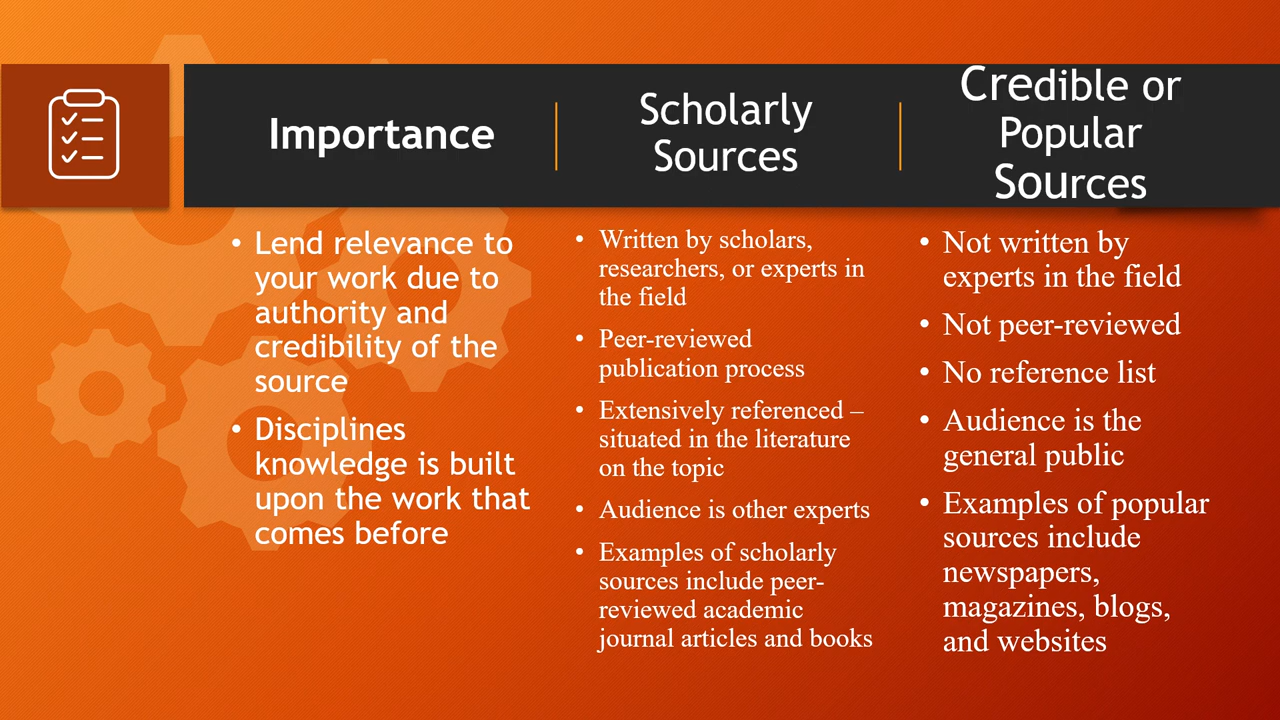 Importance
Scholarly
Sources
Credible or
Popular
Sources
• Lend relevance to
your work due to
authority and
credibility of the
source
• Disciplines
knowledge is built
upon the work that
comes before
• Written by scholars,
researchers, or experts in
the field
• Peer-reviewed
publication process
• Extensively referenced –
situated in the literature
on the topic
• Audience is other experts
• Examples of scholarly
sources include peer-
reviewed academic
journal articles and books
• Not written by
experts in the field
• Not peer-reviewed
• No reference list
• Audience is the
general public
• Examples of popular
sources include
newspapers,
magazines, blogs,
and websites